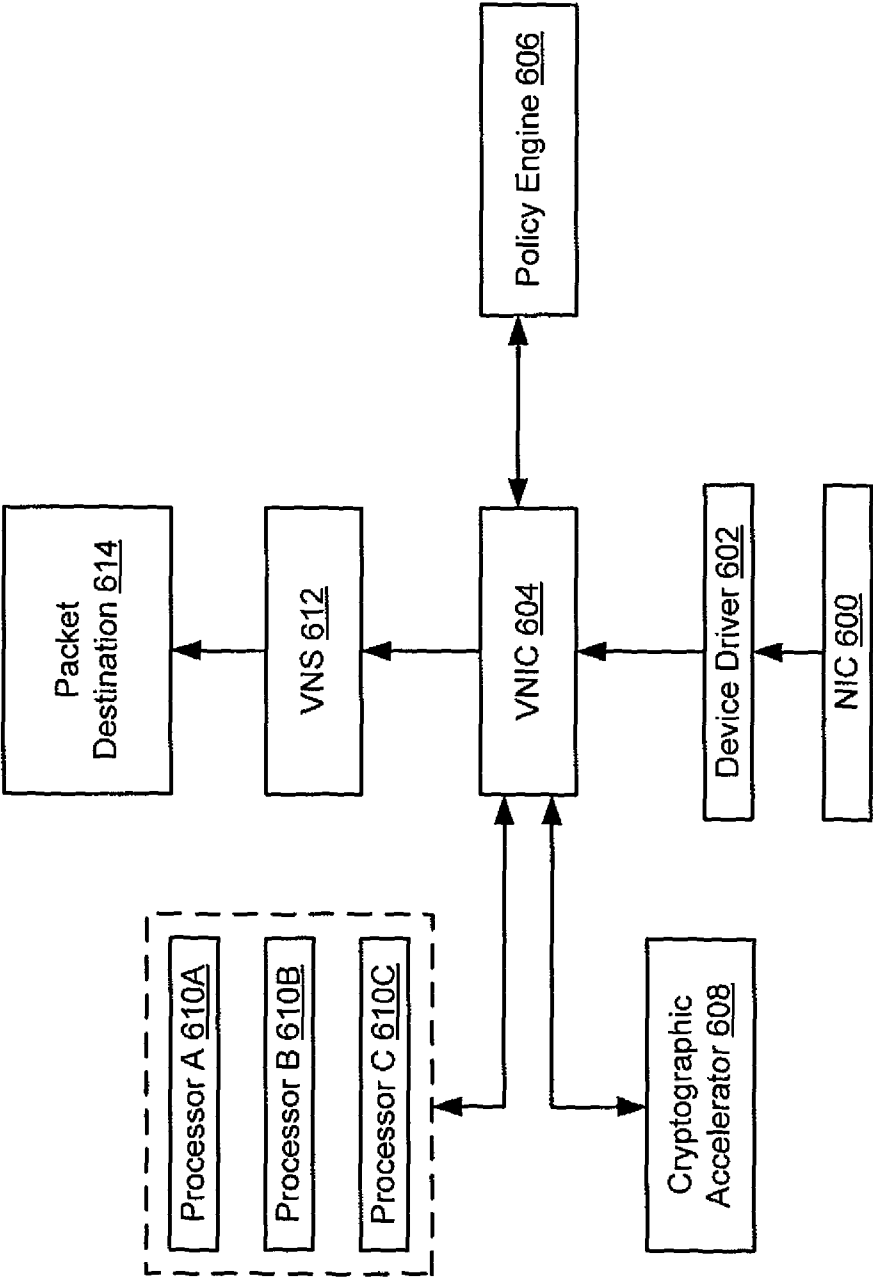 Processor A 610A
Processor B 610B
Processor C 610C
Cryptographic
Accelerator 608
Packet
Destination 614
VNS 612
VNIC 604
Device Driver 602
NIC 600
Policy Engine 606